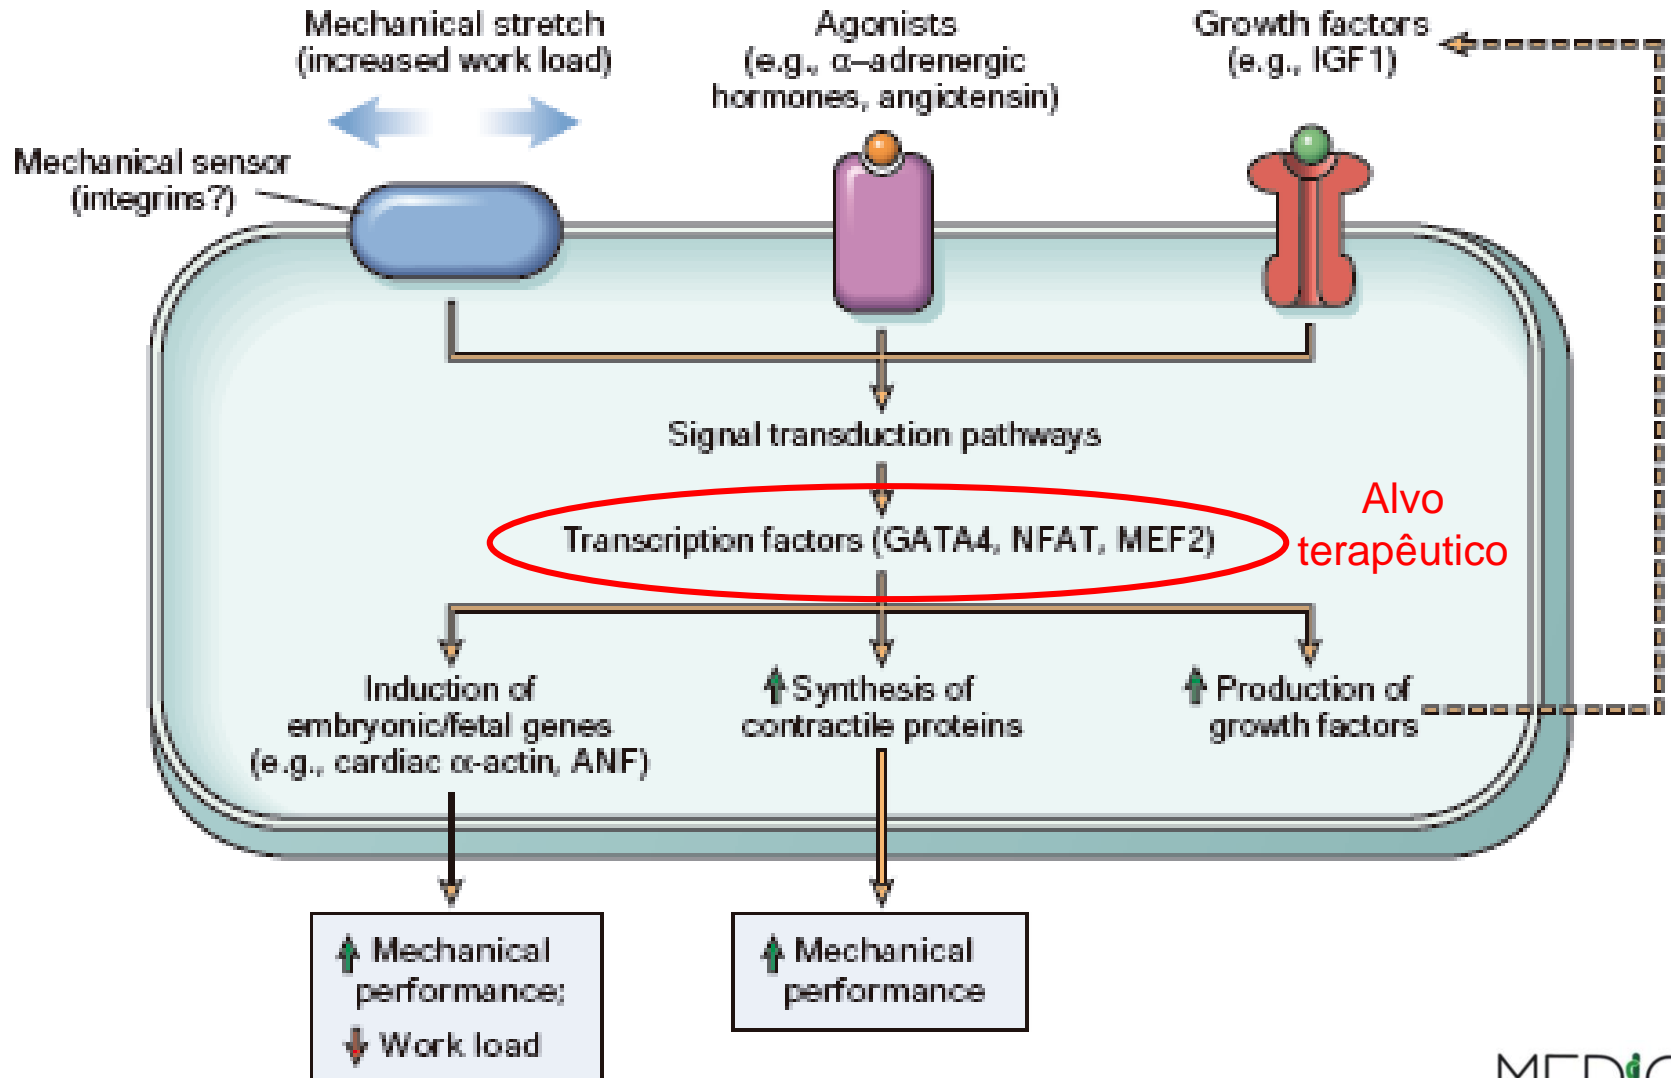 Mechanical stretch
(increased work load)
Agonists
(e.g., α–adrenergic
hormones, angiotensin)
Growth factors
(e.g., IGF1)
Mechanical sensor
(integrins?)
Signal transduction pathways
Transcription factors (GATA4, NFAT, MEF2)
Alvo
terapêutico
Induction of
embryonic/fetal genes
(e.g., cardiac α-actin, ANF)
Synthesis of
contractile proteins
Production of
growth factors
Mechanical
performance;
Work load
Mechanical
performance